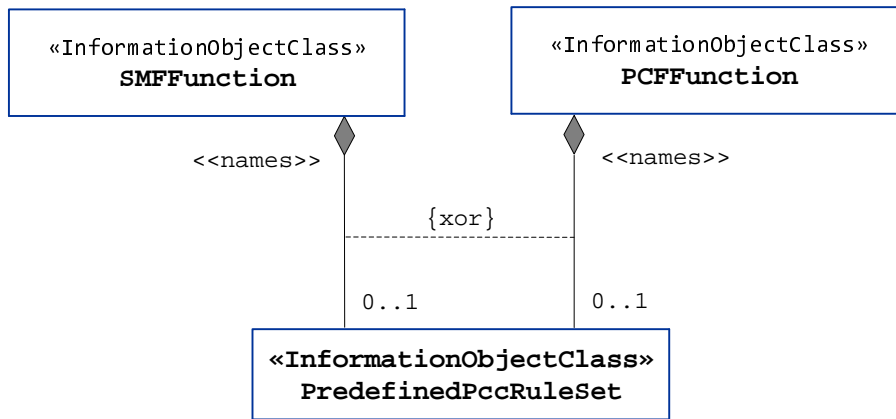 «InformationObjectClass»
SMFFunction
«InformationObjectClass»
PCFFunction
<<names>>
<<names>>
{xor}
0..1
0..1
«InformationObjectClass»
PredefinedPccRuleSet